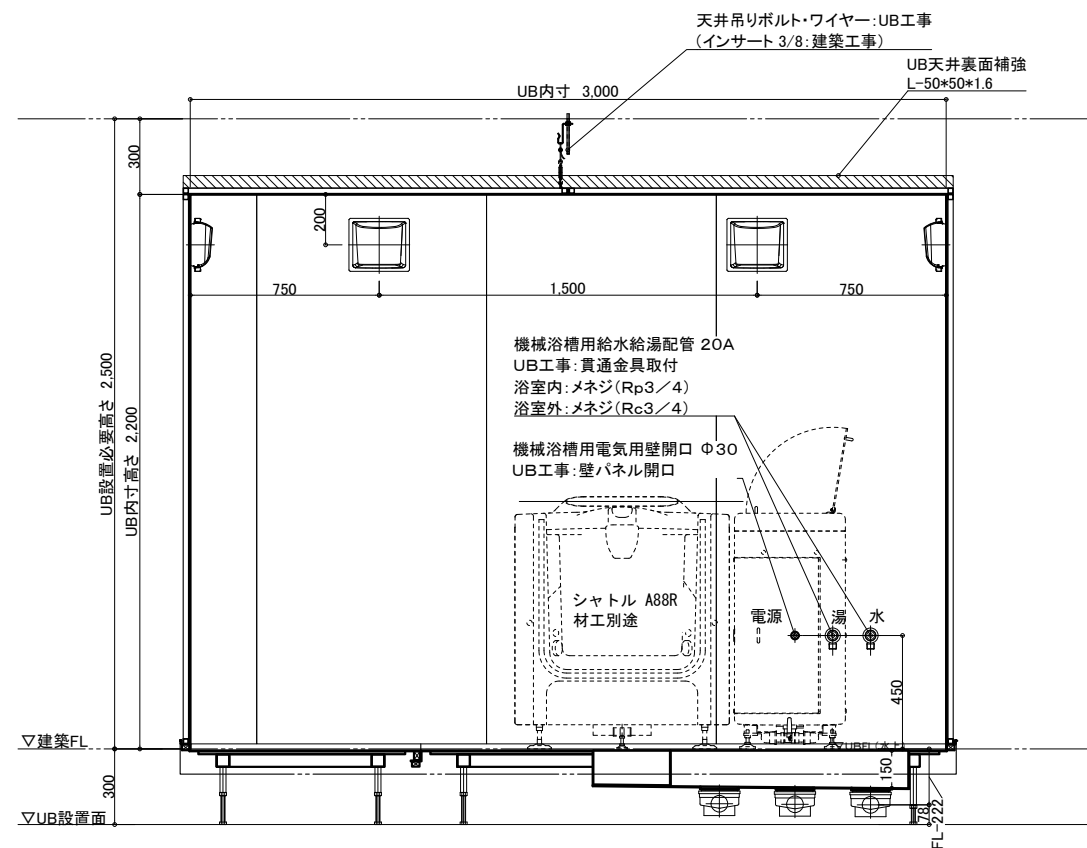 天井吊りボルト・ワイヤー：UB工事
（インサート 3/8：建築工事）
UB天井裏面補強
L-50*50*1.6
UB内寸 3,000
300
200
750
1,500
750
UB設置必要高さ 2,500
UB内寸高さ 2,200
機械浴槽用給水給湯配管 20A
UB工事：貫通金具取付
浴室内：メネジ（Rp3／4）
浴室外：メネジ（Rc3／4）
機械浴槽用電気用壁開口 Φ30
UB工事：壁パネル開口
シャトル A88R
材工別途
電源
湯
水
450
▽建築FL
▽UBFL（水上）
150
300
▽UB設置面
78
FL-222